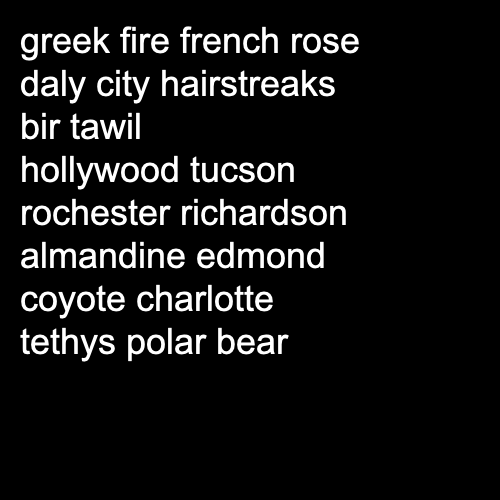 greek fire french rose
daly city hairstreaks
bir tawil
hollywood tucson
rochester richardson
almandine edmond
coyote charlotte
tethys polar bear